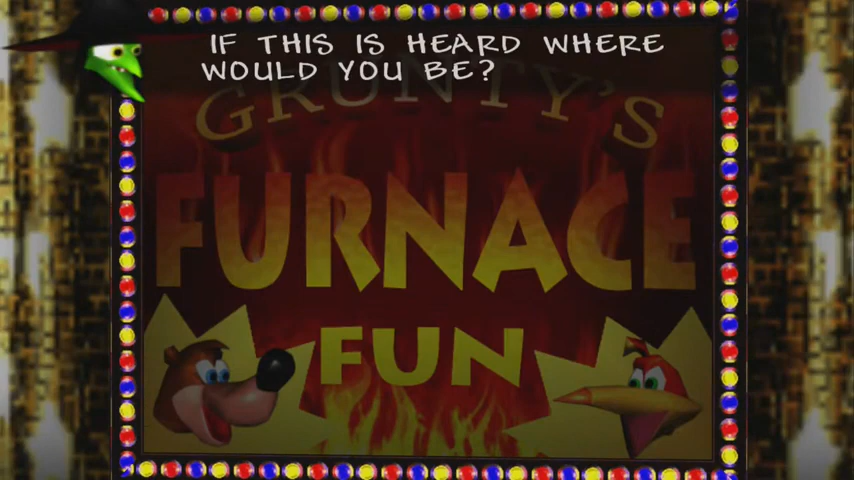 IF THIS IS HEARD WHERE
WOULD YOU BE?
GRUNTY'S
FURNACE
FUN